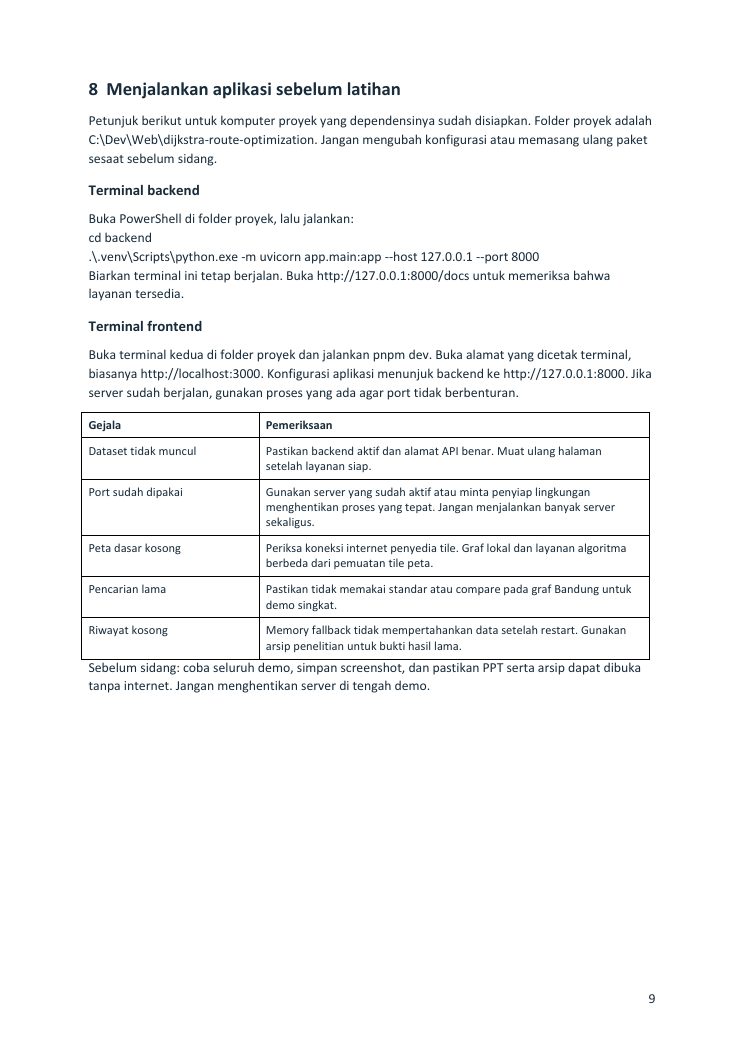 8 Menjalankan aplikasi sebelum latihan
Petunjuk berikut untuk komputer proyek yang dependensinya sudah disiapkan. Folder proyek adalah
C:\Dev\Web\dijkstra-route-optimization. Jangan mengubah konfigurasi atau memasang ulang paket
sesaat sebelum sidang.
Terminal backend
Buka PowerShell di folder proyek, lalu jalankan:
cd backend
.\.venv\Scripts\python.exe -m uvicorn app.main:app --host 127.0.0.1 --port 8000
Biarkan terminal ini tetap berjalan. Buka http://127.0.0.1:8000/docs untuk memeriksa bahwa
layanan tersedia.
Terminal frontend
Buka terminal kedua di folder proyek dan jalankan pnpm dev. Buka alamat yang dicetak terminal,
biasanya http://localhost:3000. Konfigurasi aplikasi menunjuk backend ke http://127.0.0.1:8000. Jika
server sudah berjalan, gunakan proses yang ada agar port tidak berbenturan.
Gejala Pemeriksaan
Dataset tidak muncul Pastikan backend aktif dan alamat API benar. Muat ulang halaman
setelah layanan siap.
Port sudah dipakai Gunakan server yang sudah aktif atau minta penyiap lingkungan
menghentikan proses yang tepat. Jangan menjalankan banyak server
sekaligus.
Peta dasar kosong Periksa koneksi internet penyedia tile. Graf lokal dan layanan algoritma
berbeda dari pemuatan tile peta.
Pencarian lama Pastikan tidak memakai standar atau compare pada graf Bandung untuk
demo singkat.
Riwayat kosong Memory fallback tidak mempertahankan data setelah restart. Gunakan
arsip penelitian untuk bukti hasil lama.
Sebelum sidang: coba seluruh demo, simpan screenshot, dan pastikan PPT serta arsip dapat dibuka
tanpa internet. Jangan menghentikan server di tengah demo.
9